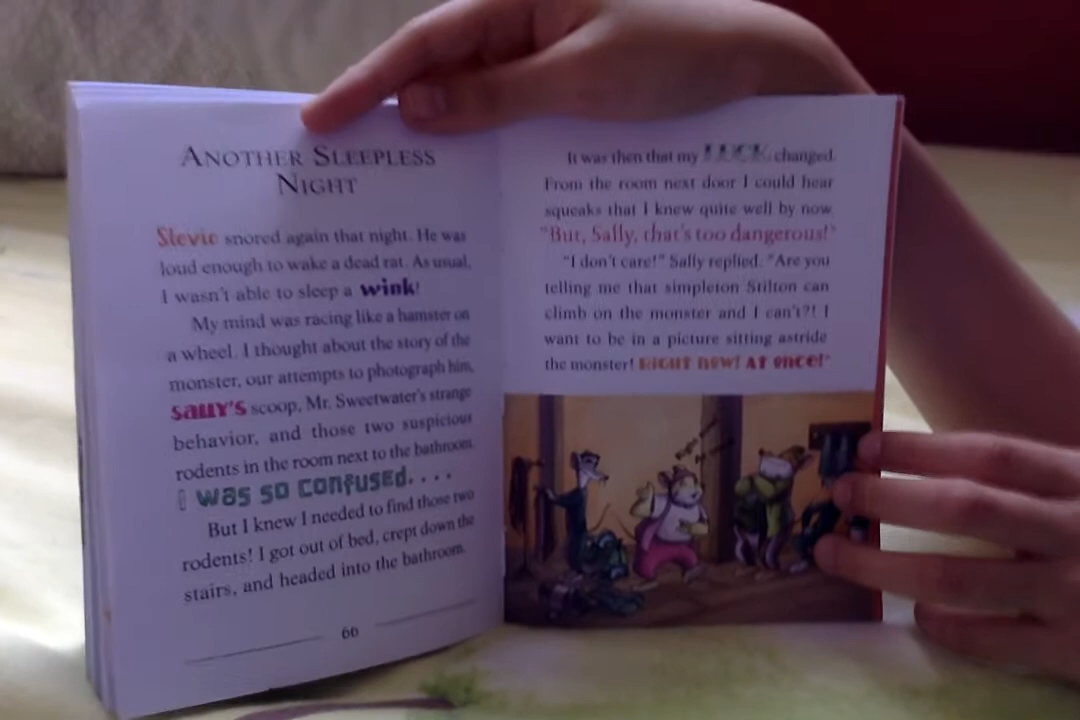 ANOTHER SLEEPLESS
NIGHT
Stevie snored again that night. He was
loud enough to wake a dead rat. As usual,
I wasn't able to sleep a wink!
My mind was racing like a hamster on
a wheel. I thought about the story of the
monster, our attempts to photograph him,
SALLY'S scoop, Mr. Sweetwater's strange
behavior, and those two suspicious
rodents in the room next to the bathroom.
I was so confused. . . .
But I knew I needed to find those two
rodents! I got out of bed, crept down the
stairs, and headed into the bathroom.
66
It was then that my LUCK changed.
From the room next door I could hear
squeaks that I knew quite well by now.
"But, Sally, that's too dangerous!"
"I don't care!" Sally replied. "Are you
telling me that simpleton Stilton can
climb on the monster and I can't?! I
want to be in a picture sitting astride
the monster! Right now! At once!"
Right now!